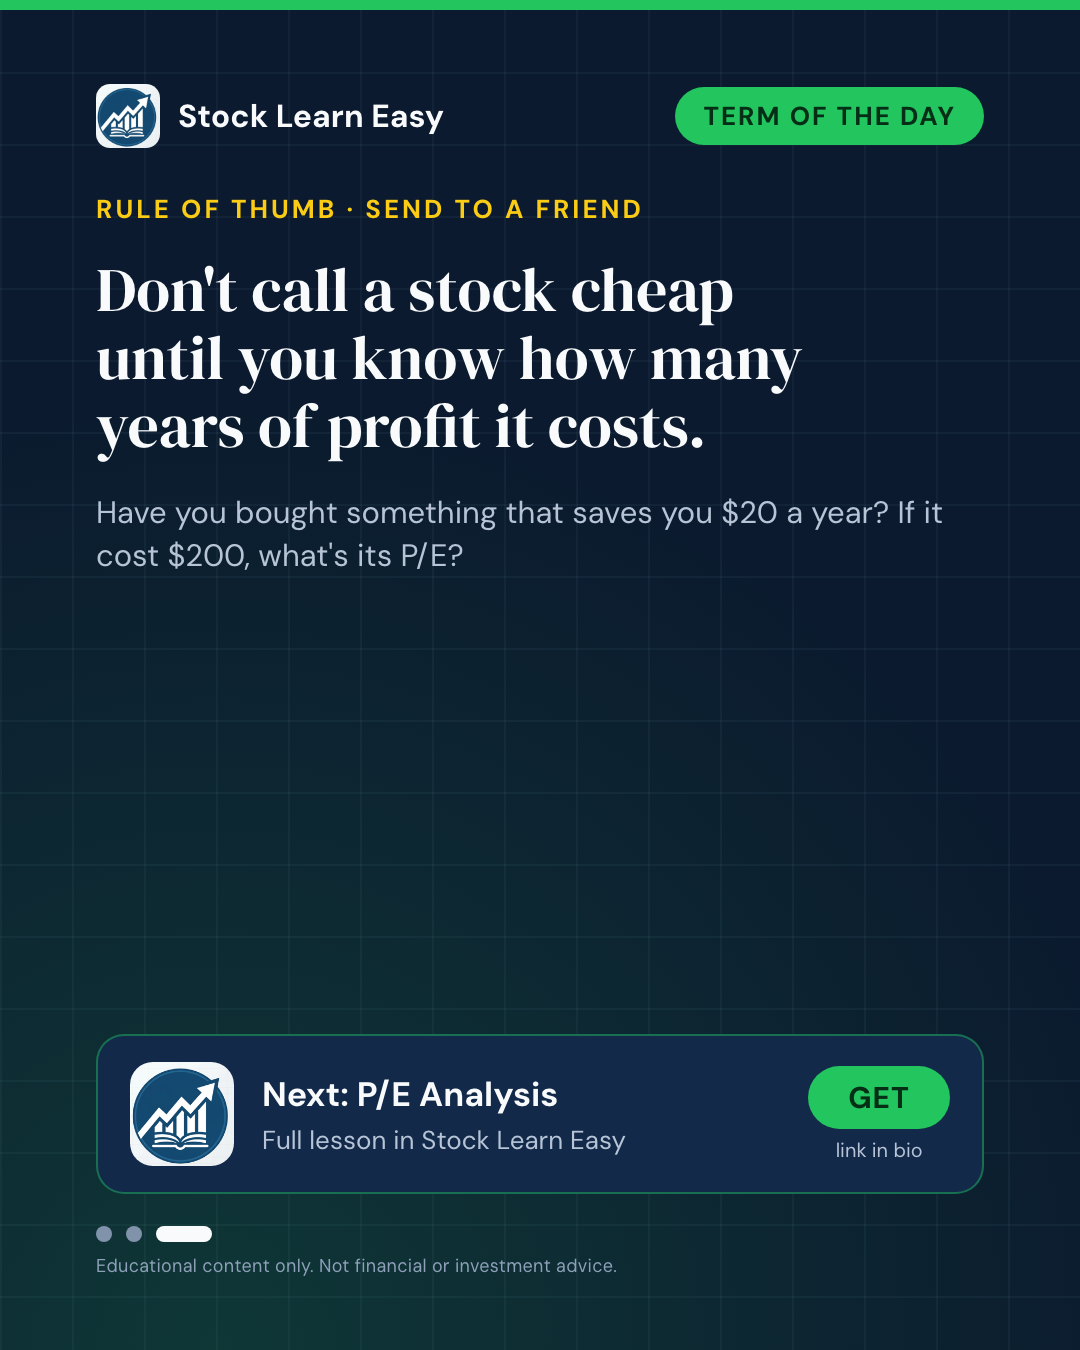 Stock Learn Easy
TERM OF THE DAY
RULE OF THUMB · SEND TO A FRIEND
Don't call a stock cheap
until you know how many
years of profit it costs.
Have you bought something that saves you $20 a year? If it
cost $200, what's its P/E?
Next: P/E Analysis
Full lesson in Stock Learn Easy
GET
link in bio
Educational content only. Not financial or investment advice.